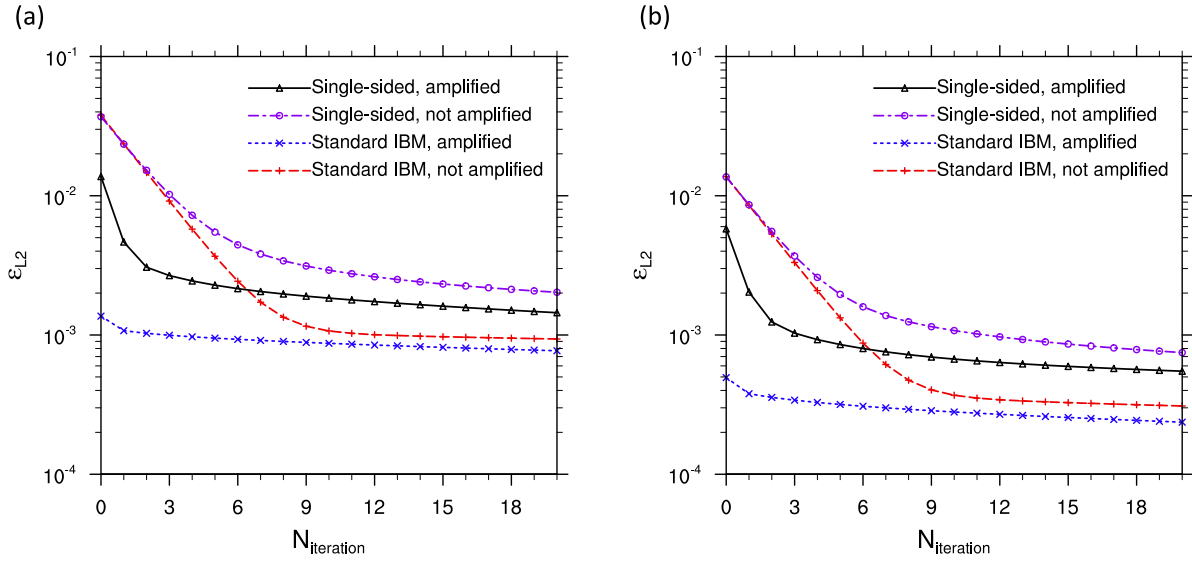 (a)
10^-1
10^-2
10^-3
10^-4
ε_L2
0 3 6 9 12 15 18
N_iteration
Single-sided, amplified
Single-sided, not amplified
Standard IBM, amplified
Standard IBM, not amplified
(b)
10^-1
10^-2
10^-3
10^-4
ε_L2
0 3 6 9 12 15 18
N_iteration
Single-sided, amplified
Single-sided, not amplified
Standard IBM, amplified
Standard IBM, not amplified